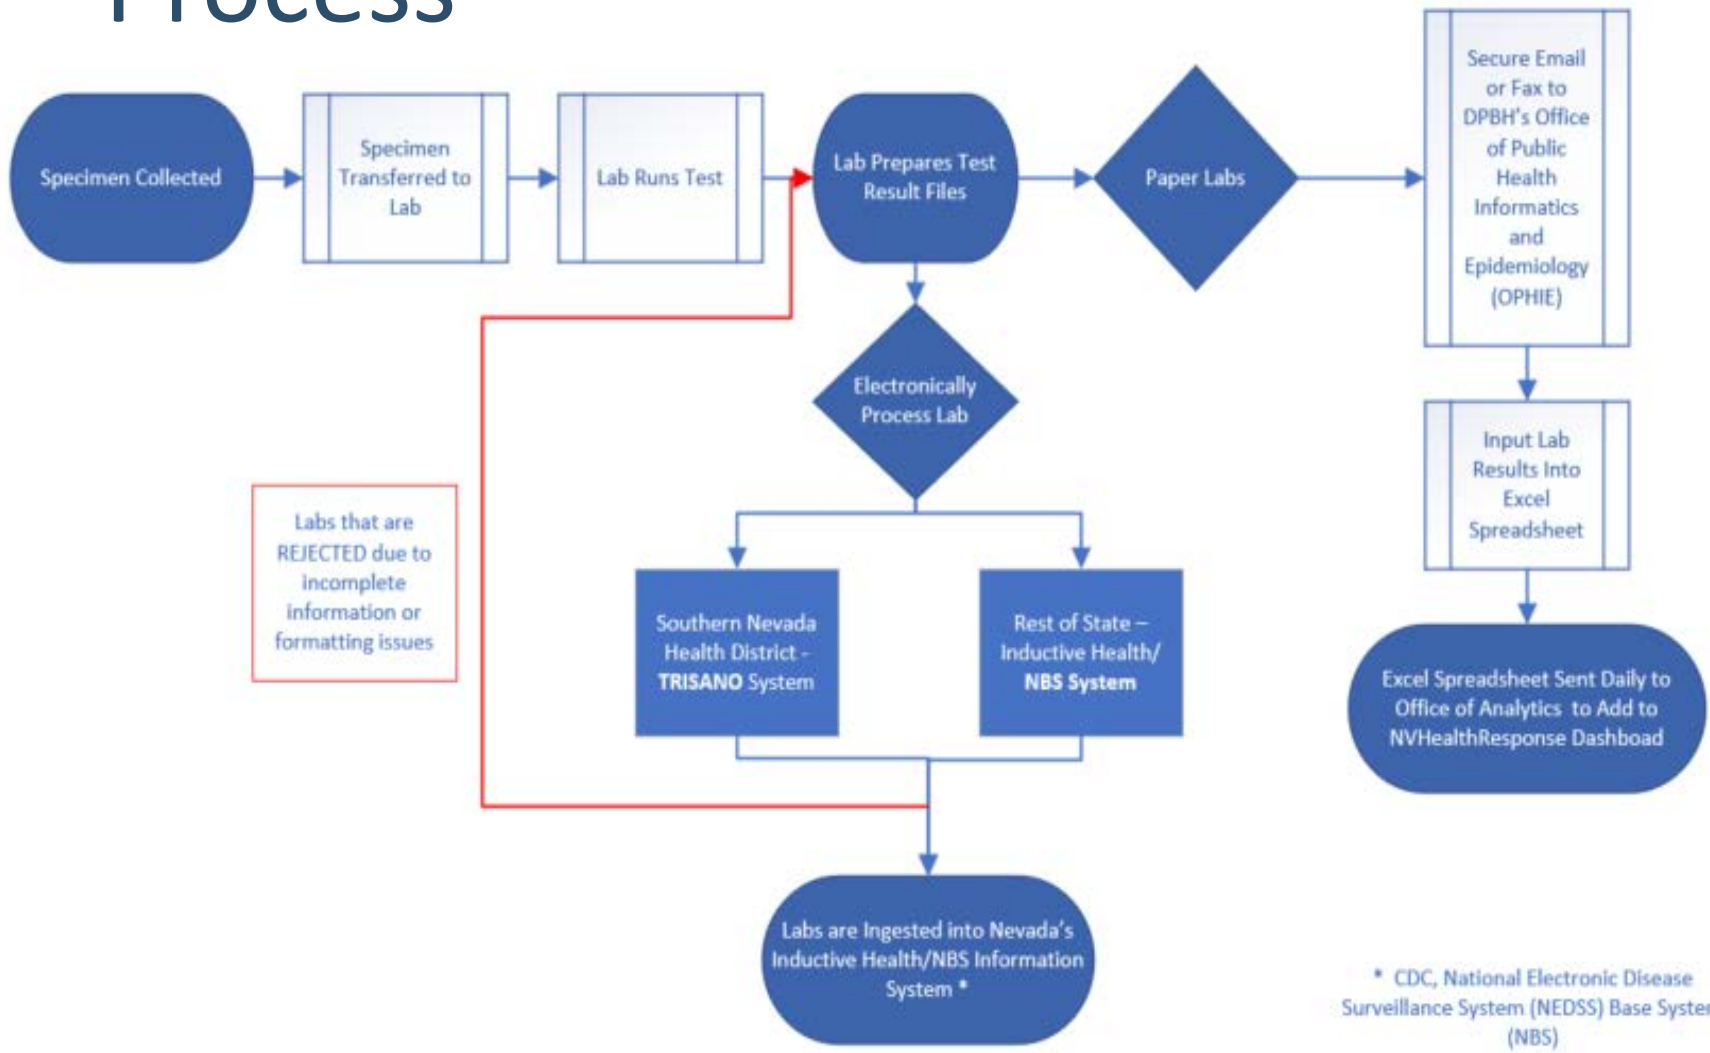 Process
Specimen Collected
Specimen
Transferred to
Lab
Lab Runs Test
Lab Prepares Test
Result Files
Paper Labs
Secure Email
or Fax to
DPBH's Office
of Public
Health
Informatics
and
Epidemiology
(OPHIE)
Electronically
Process Lab
Input Lab
Results Into
Excel
Spreadsheet
Labs that are
REJECTED due to
incomplete
information or
formatting issues
Southern Nevada
Health District -
TRISANO System
Rest of State –
Inductive Health/
NBS System
Excel Spreadsheet Sent Daily to
Office of Analytics to Add to
NVHealthResponse Dashboad
Labs are Ingested into Nevada's
Inductive Health/NBS Information
System *
* CDC, National Electronic Disease
Surveillance System (NEDSS) Base System
(NBS)